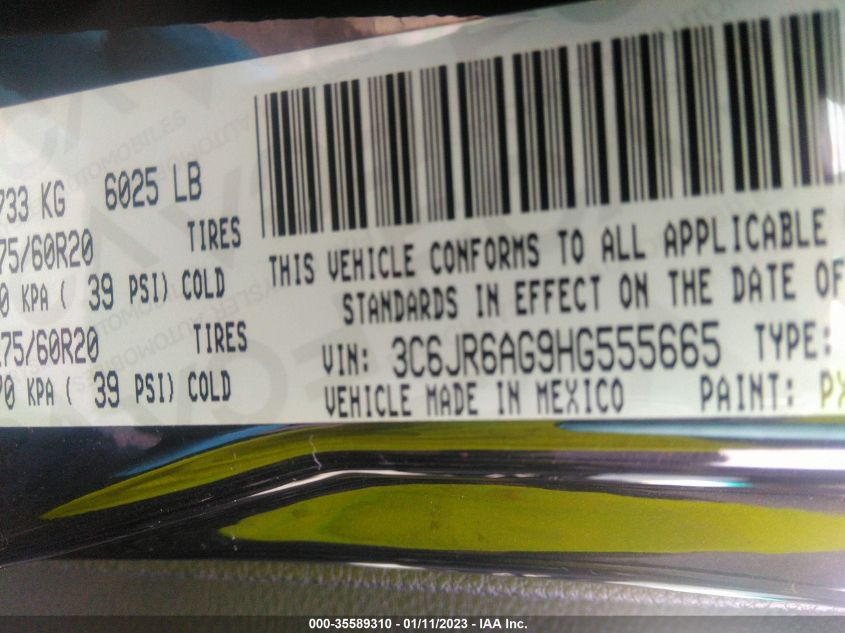 733 KG 6025 LB
75/60R20 TIRES
0 KPA ( 39 PSI) COLD
75/60R20 TIRES
70 KPA ( 39 PSI) COLD
THIS VEHICLE CONFORMS TO ALL APPLICABLE
STANDARDS IN EFFECT ON THE DATE OF
VIN: 3C6JR6AG9HG555665 TYPE:
VEHICLE MADE IN MEXICO PAINT: PX
000-35589310 - 01/11/2023 - IAA Inc.